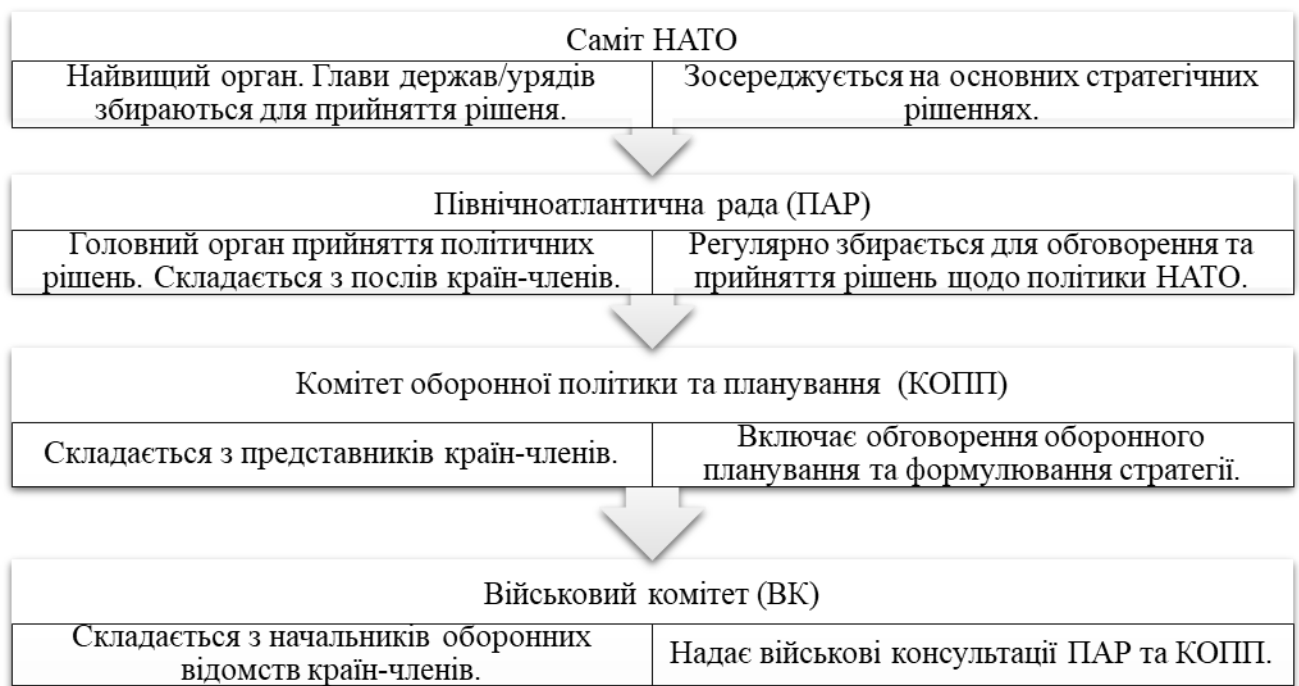 Саміт НАТО
Найвищий орган. Глави держав/урядів
збираються для прийняття рішеня.
Зосереджується на основних стратегічних
рішеннях.
Північноатлантична рада (ПАР)
Головний орган прийняття політичних
рішень. Складається з послів країн-членів.
Регулярно збирається для обговорення та
прийняття рішень щодо політики НАТО.
Комітет оборонної політики та планування (КОПП)
Складається з представників країн-членів.
Включає обговорення оборонного
планування та формулювання стратегії.
Військовий комітет (ВК)
Складається з начальників оборонних
відомств країн-членів.
Надає військові консультації ПАР та КОПП.